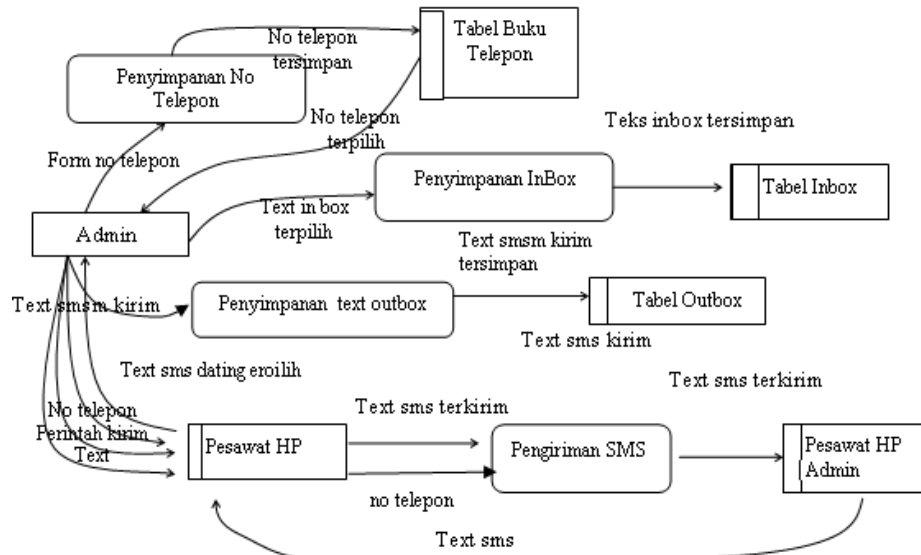 No telepon
tersimpan
Tabel Buku
Telepon
Penyimpanan No
Telepon
No telepon
terpilih
Teks inbox tersimpan
Form no telepon
Penyimpanan InBox
Tabel Inbox
Admin
Text in box
terpilih
Text smsm kirim
tersimpan
Text smsm kirim
Penyimpanan text outbox
Tabel Outbox
Text sms kirim
Text sms dating eroilih
Text sms terkirim
No telepon
Perintah kirim
Text
Text sms terkirim
Pesawat HP
Pengiriman SMS
Pesawat HP
Admin
no telepon
Text sms